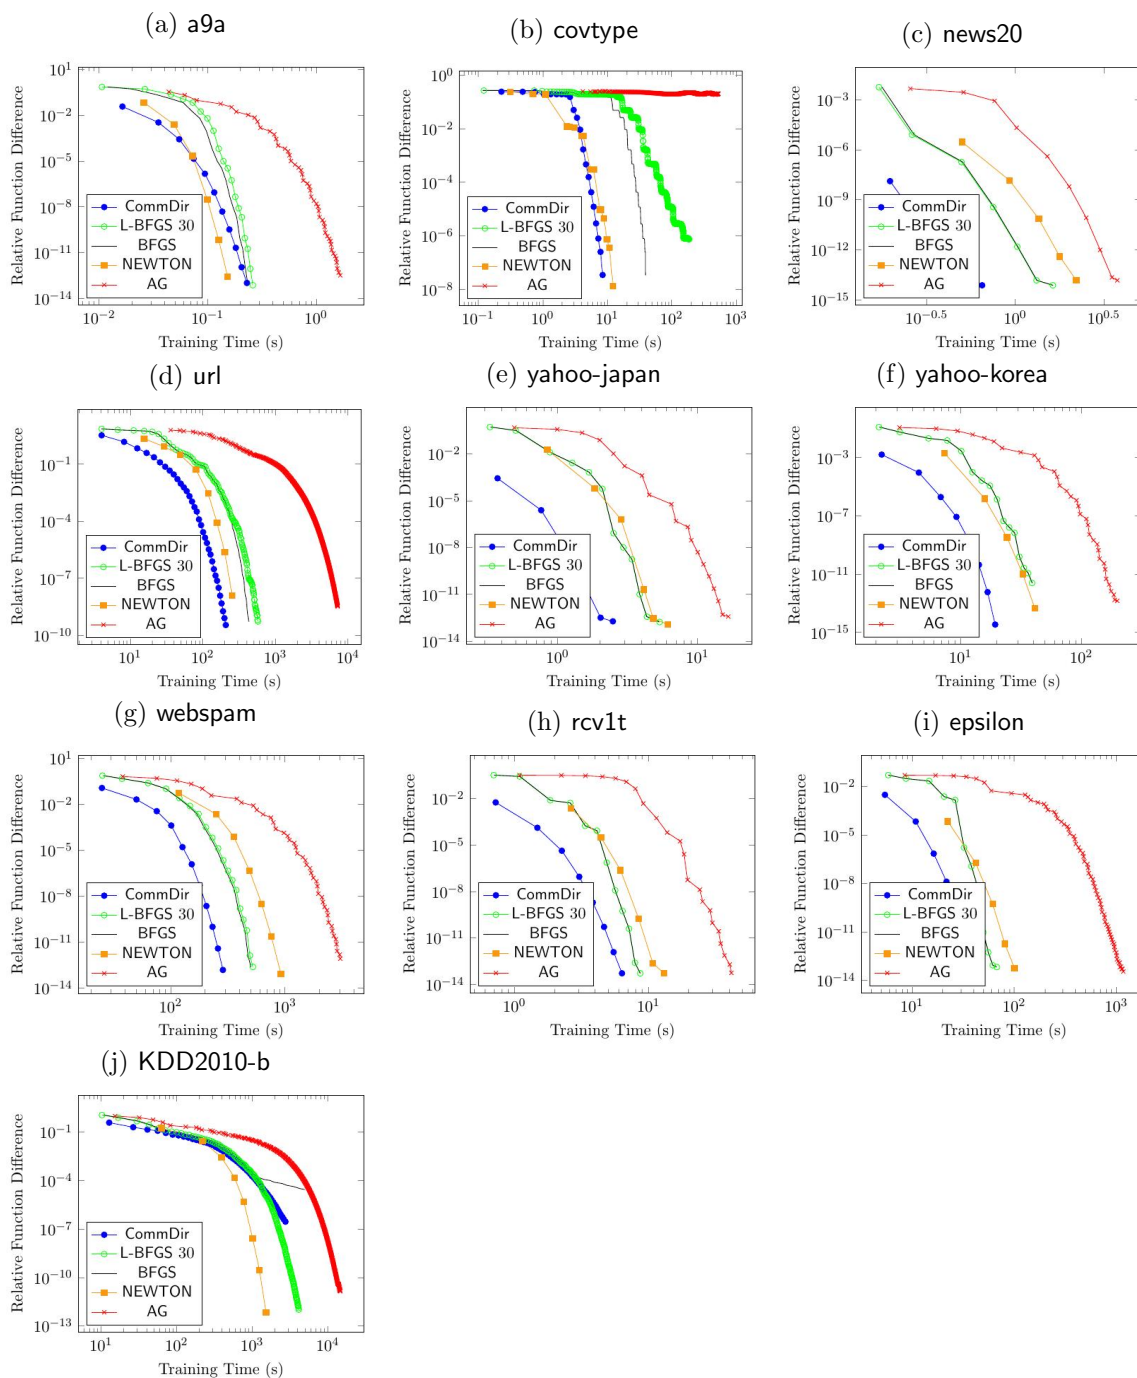 (a) a9a
10^1
10^-2
10^-5
10^-8
10^-11
10^-14
Relative Function Difference
CommDir
L-BFGS 30
BFGS
NEWTON
AG
10^-2
10^-1
10^0
Training Time (s)
(b) covtype
10^0
10^-2
10^-4
10^-6
10^-8
Relative Function Difference
CommDir
L-BFGS 30
BFGS
NEWTON
AG
10^-1
10^0
10^1
10^2
10^3
Training Time (s)
(c) news20
10^-3
10^-6
10^-9
10^-12
10^-15
Relative Function Difference
CommDir
L-BFGS 30
BFGS
NEWTON
AG
10^-0.5
10^0
10^0.5
Training Time (s)
(d) url
10^-1
10^-4
10^-7
10^-10
Relative Function Difference
CommDir
L-BFGS 30
BFGS
NEWTON
AG
10^1
10^2
10^3
10^4
Training Time (s)
(e) yahoo-japan
10^-2
10^-5
10^-8
10^-11
10^-14
Relative Function Difference
CommDir
L-BFGS 30
BFGS
NEWTON
AG
10^0
10^1
Training Time (s)
(f) yahoo-korea
10^-3
10^-7
10^-11
10^-15
Relative Function Difference
CommDir
L-BFGS 30
BFGS
NEWTON
AG
10^1
10^2
Training Time (s)
(g) webspam
10^1
10^-2
10^-5
10^-8
10^-11
10^-14
Relative Function Difference
CommDir
L-BFGS 30
BFGS
NEWTON
AG
10^2
10^3
Training Time (s)
(h) rcv1t
10^-2
10^-5
10^-8
10^-11
10^-14
Relative Function Difference
CommDir
L-BFGS 30
BFGS
NEWTON
AG
10^0
10^1
Training Time (s)
(i) epsilon
10^-2
10^-5
10^-8
10^-11
10^-14
Relative Function Difference
CommDir
L-BFGS 30
BFGS
NEWTON
AG
10^1
10^2
10^3
Training Time (s)
(j) KDD2010-b
10^-1
10^-4
10^-7
10^-10
10^-13
Relative Function Difference
CommDir
L-BFGS 30
BFGS
NEWTON
AG
10^1
10^2
10^3
10^4
Training Time (s)